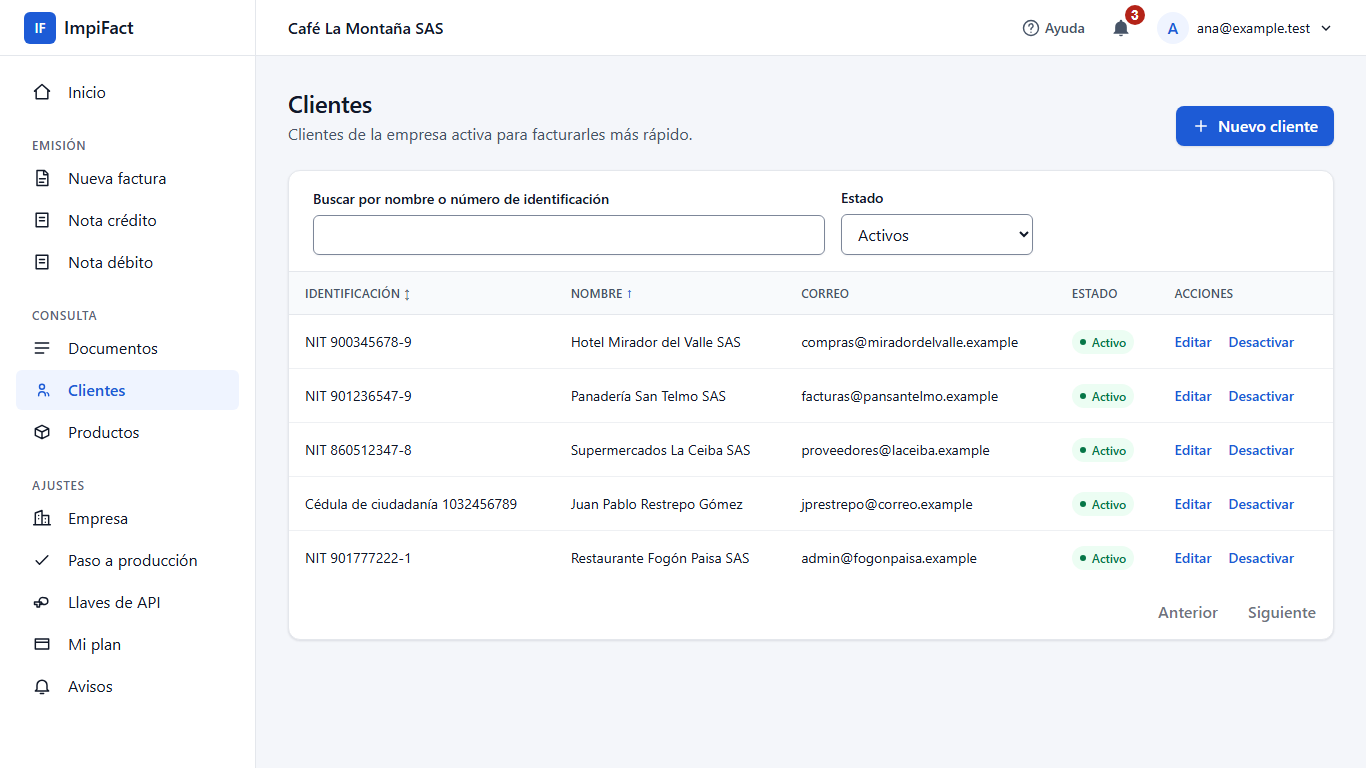 IF ImpiFact
Café La Montaña SAS
Ayuda
3
A
ana@example.test
Inicio
EMISIÓN
Nueva factura
Nota crédito
Nota débito
CONSULTA
Documentos
Clientes
Productos
AJUSTES
Empresa
Paso a producción
Llaves de API
Mi plan
Avisos
Clientes
Clientes de la empresa activa para facturarles más rápido.
+ Nuevo cliente
Buscar por nombre o número de identificación
Estado
Activos
IDENTIFICACIÓN ↕ NOMBRE ↑ CORREO ESTADO ACCIONES
NIT 900345678-9 Hotel Mirador del Valle SAS compras@miradordelvalle.example Activo Editar Desactivar
NIT 901236547-9 Panadería San Telmo SAS facturas@pansantelmo.example Activo Editar Desactivar
NIT 860512347-8 Supermercados La Ceiba SAS proveedores@laceiba.example Activo Editar Desactivar
Cédula de ciudadanía 1032456789 Juan Pablo Restrepo Gómez jprestrepo@correo.example Activo Editar Desactivar
NIT 901777222-1 Restaurante Fogón Paisa SAS admin@fogonpaisa.example Activo Editar Desactivar
Anterior Siguiente